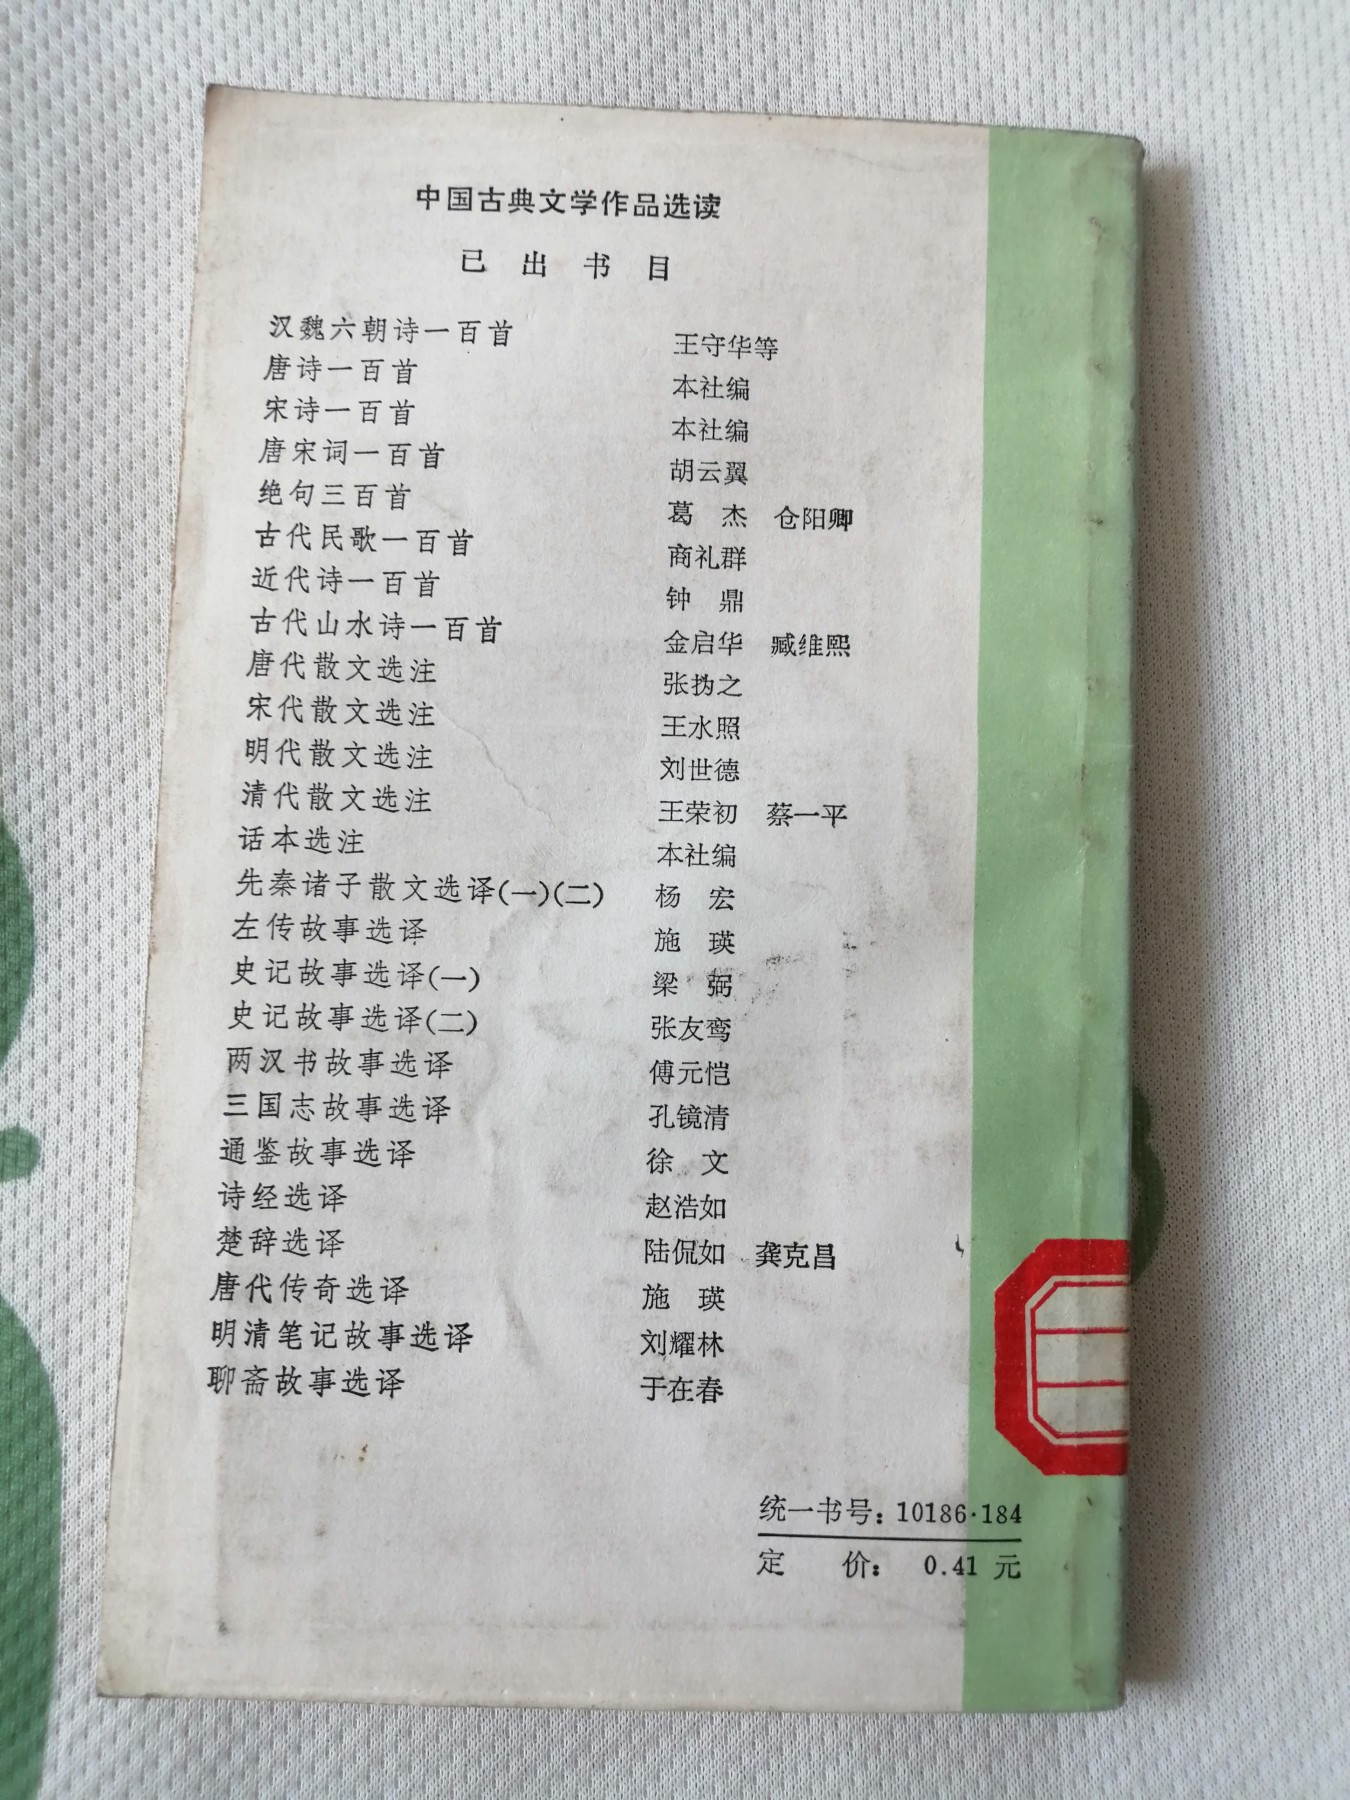 中国古典文学作品选读
已出书目
汉魏六朝诗一百首 王守华等
唐诗一百首 本社编
宋诗一百首 本社编
唐宋词一百首 胡云翼
绝句三百首 葛 杰 仓阳卿
古代民歌一百首 商礼群
近代诗一百首 钟 鼎
古代山水诗一百首 金启华 臧维熙
唐代散文选注 张㧑之
宋代散文选注 王水照
明代散文选注 刘世德
清代散文选注 王荣初 蔡一平
话本选注 本社编
先秦诸子散文选译(一)(二) 杨 宏
左传故事选译 施 瑛
史记故事选译(一) 梁 弼
史记故事选译(二) 张友鸾
两汉书故事选译 傅元恺
三国志故事选译 孔镜清
通鉴故事选译 徐 文
诗经选译 赵浩如
楚辞选译 陆侃如 龚克昌
唐代传奇选译 施 瑛
明清笔记故事选译 刘耀林
聊斋故事选译 于在春
统一书号：10186·184
定 价： 0.41 元